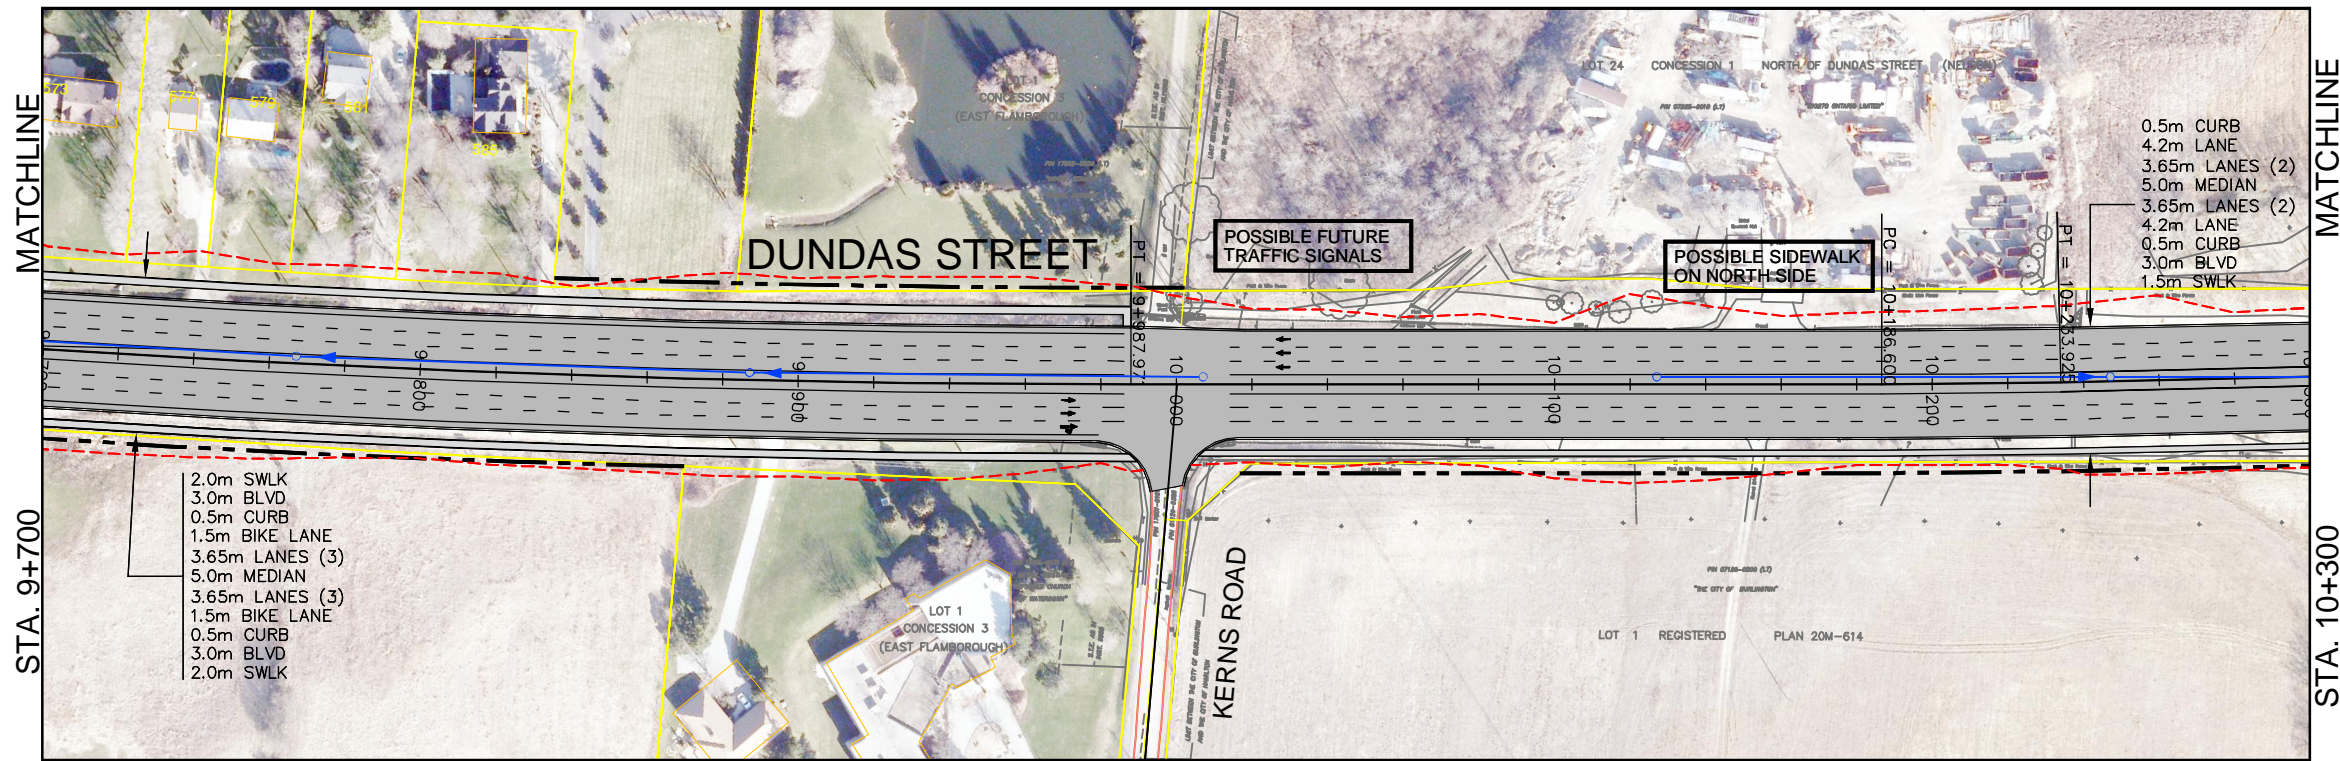 MATCHLINE
STA. 9+700
573
577
579
581
585
DUNDAS STREET
LOT 1
CONCESSION 3
(EAST FLAMBOROUGH)
POSSIBLE FUTURE
TRAFFIC SIGNALS
LOT 24 CONCESSION 1 NORTH OF DUNDAS STREET (NELSON)
POSSIBLE SIDEWALK
ON NORTH SIDE
PT = 9+987.97
PC = 10+186.600
PT = 10+233.925
0.5m CURB
4.2m LANE
3.65m LANES (2)
5.0m MEDIAN
3.65m LANES (2)
4.2m LANE
0.5m CURB
3.0m BLVD
1.5m SWLK
9
800
9
900
10
000
10
100
10
200
2.0m SWLK
3.0m BLVD
0.5m CURB
1.5m BIKE LANE
3.65m LANES (3)
5.0m MEDIAN
3.65m LANES (3)
1.5m BIKE LANE
0.5m CURB
3.0m BLVD
2.0m SWLK
LOT 1
CONCESSION 3
(EAST FLAMBOROUGH)
KERNS ROAD
"THE CITY OF BURLINGTON"
LOT 1 REGISTERED PLAN 20M-614
MATCHLINE
STA. 10+300